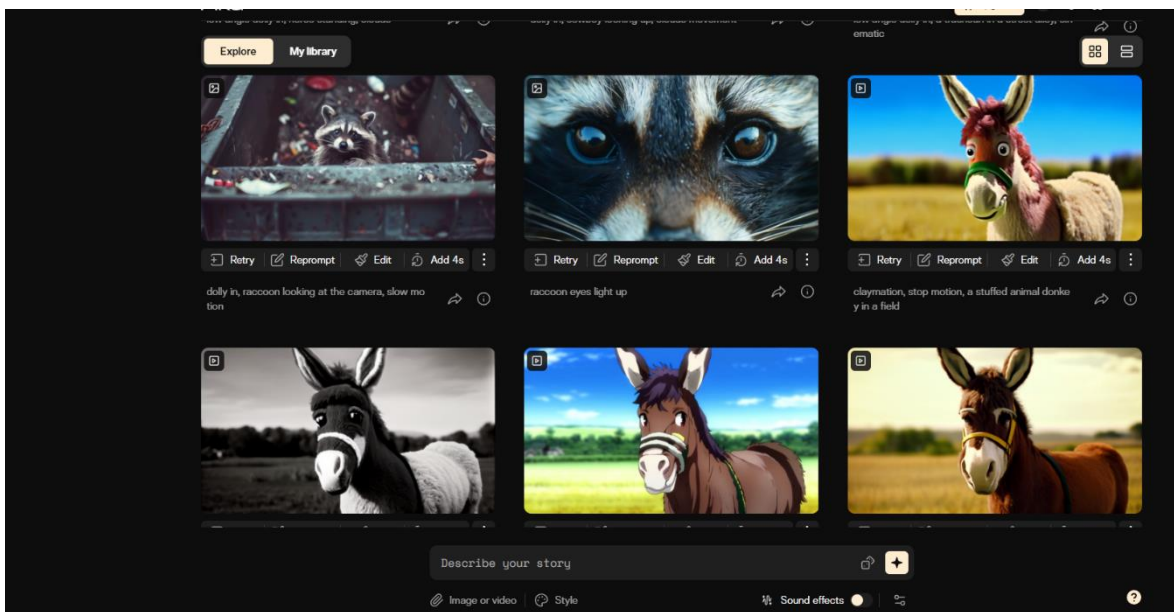 ematic
Explore
My library
Retry Reprompt Edit Add 4s
Retry Reprompt Edit Add 4s
Retry Reprompt Edit Add 4s
dolly in, raccoon looking at the camera, slow mo
tion
raccoon eyes light up
claymation, stop motion, a stuffed animal donke
y in a field
Describe your story
Image or video
Style
Sound effects
?